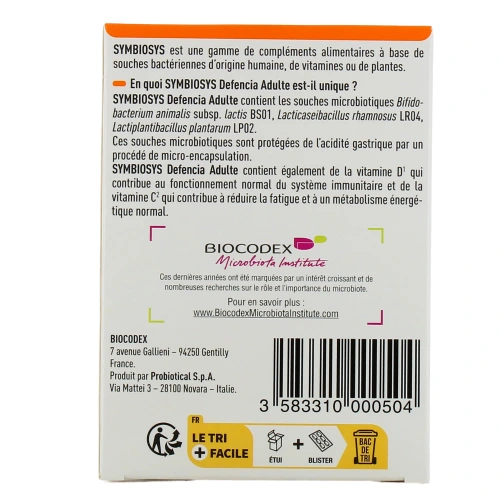 SYMBIOSYS est une gamme de compléments alimentaires à base de
souches bactériennes d'origine humaine, de vitamines ou de plantes.
En quoi SYMBIOSYS Defencia Adulte est-il unique ?
SYMBIOSYS Defencia Adulte contient les souches microbiotiques Bifido-
bacterium animalis subsp. lactis BS01, Lacticaseibacillus rhamnosus LR04,
Lactiplantibacillus plantarum LP02.
Ces souches microbiotiques sont protégées de l'acidité gastrique par un
procédé de micro-encapsulation.
SYMBIOSYS Defencia Adulte contient également de la vitamine D¹ qui
contribue au fonctionnement normal du système immunitaire et de la
vitamine C² qui contribue à réduire la fatigue et à un métabolisme énergé-
tique normal.
BIOCODEX
Microbiota Institute
Ces dernières années ont été marquées par un intérêt croissant et de
nombreuses recherches sur le rôle et l'importance du microbiote.
Pour en savoir plus :
www.BiocodexMicrobiotaInstitute.com
BIOCODEX
7 avenue Gallieni – 94250 Gentilly
France.
Produit par Probiotical S.p.A.
Via Mattei 3 – 28100 Novara – Italie.
3 583310 000504
FR
LE TRI
+ FACILE
ÉTUI
+
BLISTER
BAC
DE TRI